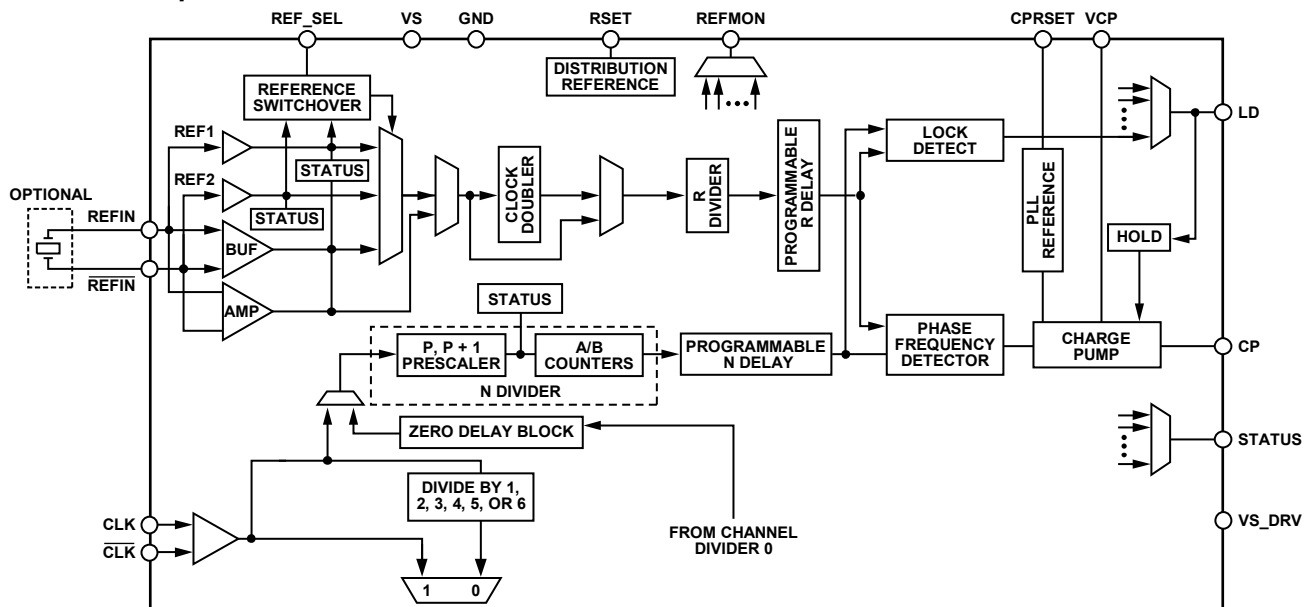 REF_SEL VS GND RSET REFMON CPRSET VCP
DISTRIBUTION
REFERENCE
REFERENCE
SWITCHOVER
LD
REF1
LOCK
DETECT
STATUS
REF2
OPTIONAL
STATUS
CLOCK
DOUBLER
R
DIVIDER
PROGRAMMABLE
R DELAY
PLL
REFERENCE
REFIN
BUF
HOLD
REFIN
AMP
STATUS
P, P + 1
PRESCALER
A/B
COUNTERS
N DIVIDER
PROGRAMMABLE
N DELAY
PHASE
FREQUENCY
DETECTOR
CHARGE
PUMP
CP
ZERO DELAY BLOCK
STATUS
DIVIDE BY 1,
2, 3, 4, 5, OR 6
CLK
CLK
FROM CHANNEL
DIVIDER 0
VS_DRV
1 0